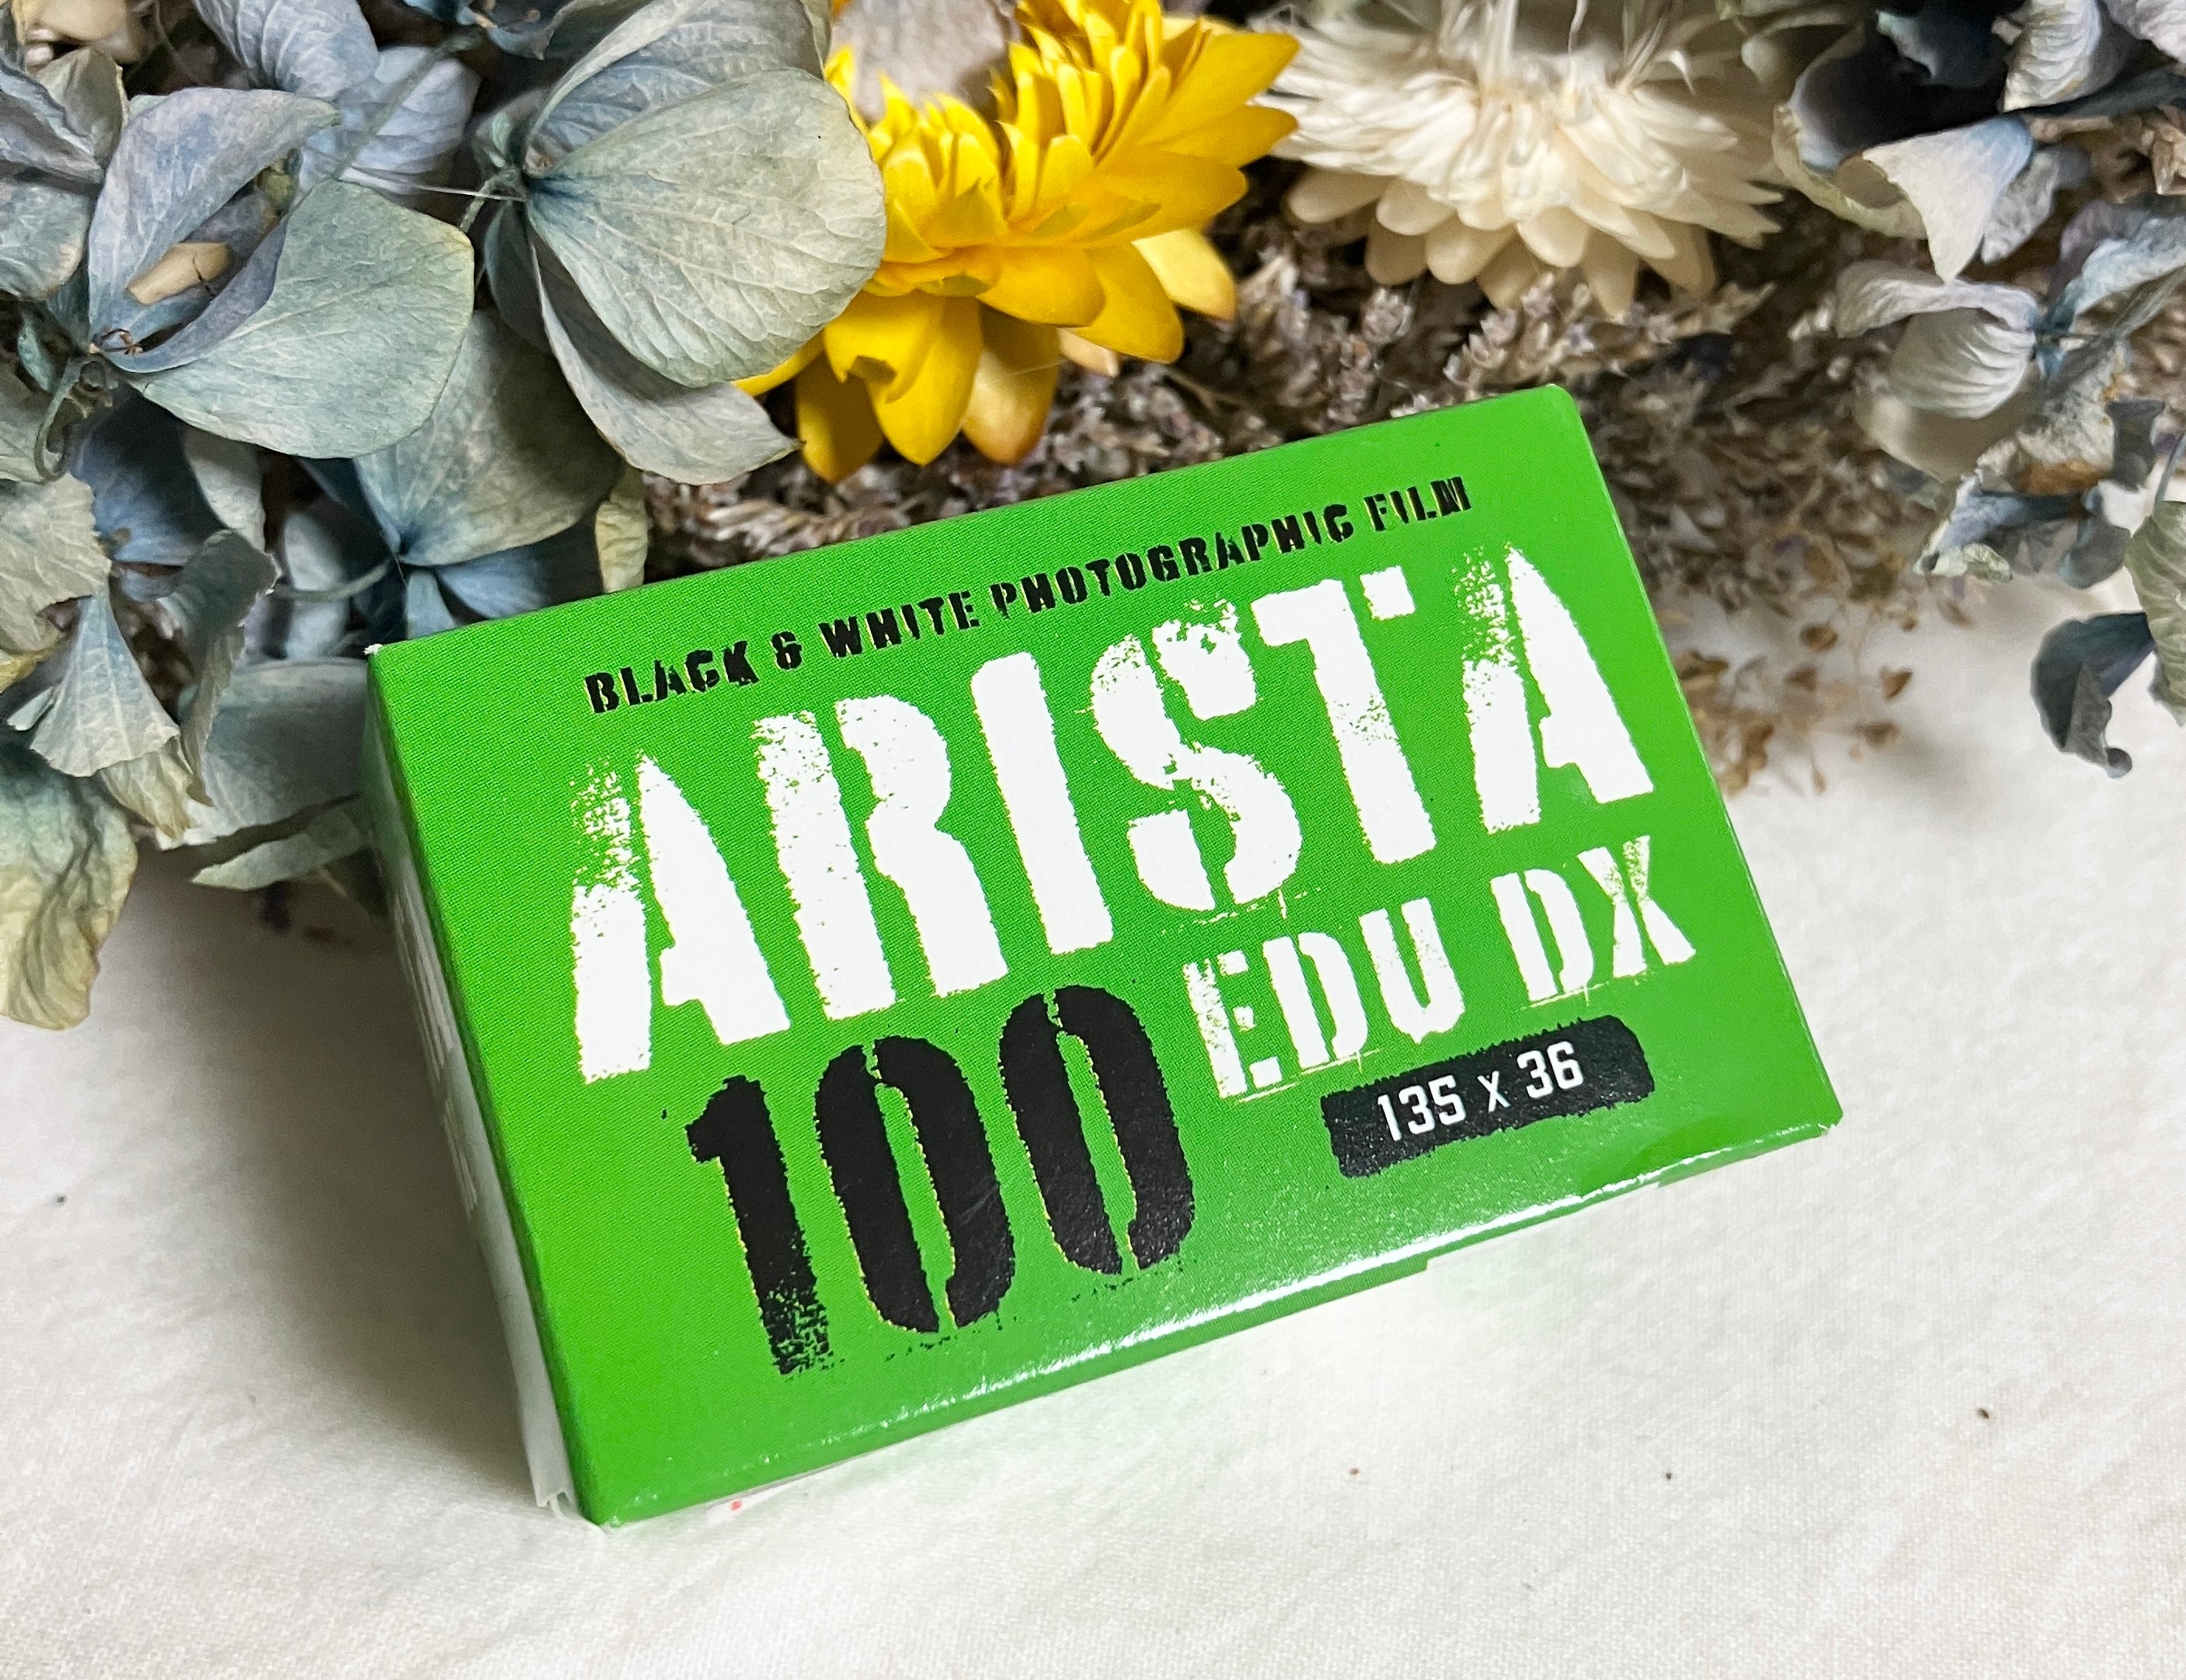 BLACK & WHITE PHOTOGRAPHIC FILM
ARISTA
EDU DX
100
135 x 36